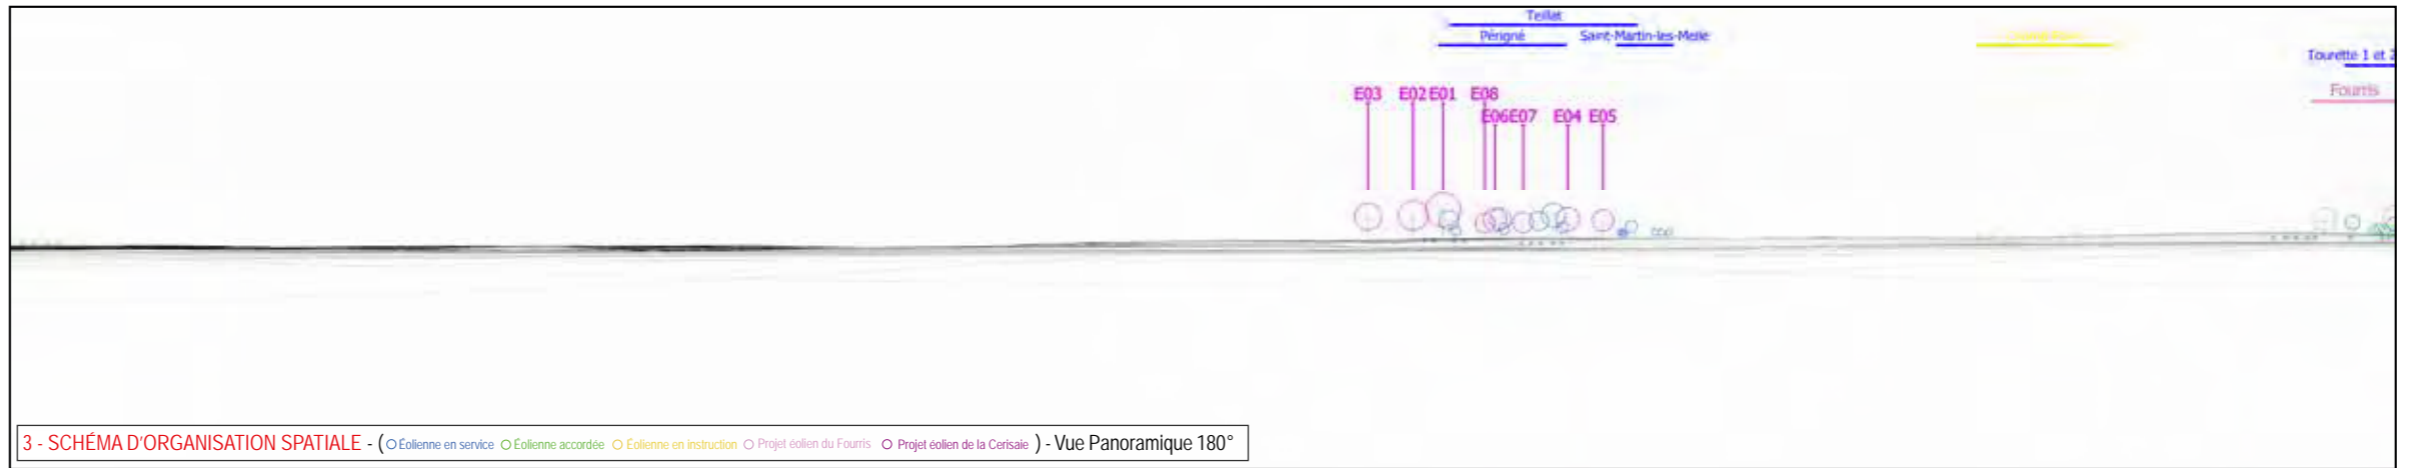 Teillat
Périgné Saint-Martin-les-Melle
Tourette 1 et 2
Fourris
E03 E02 E01 E08
E06 E07 E04 E05
3 - SCHÉMA D'ORGANISATION SPATIALE - ( Éolienne en service Éolienne accordée Éolienne en instruction Projet éolien du Fourris Projet éolien de la Cerisaie ) - Vue Panoramique 180°